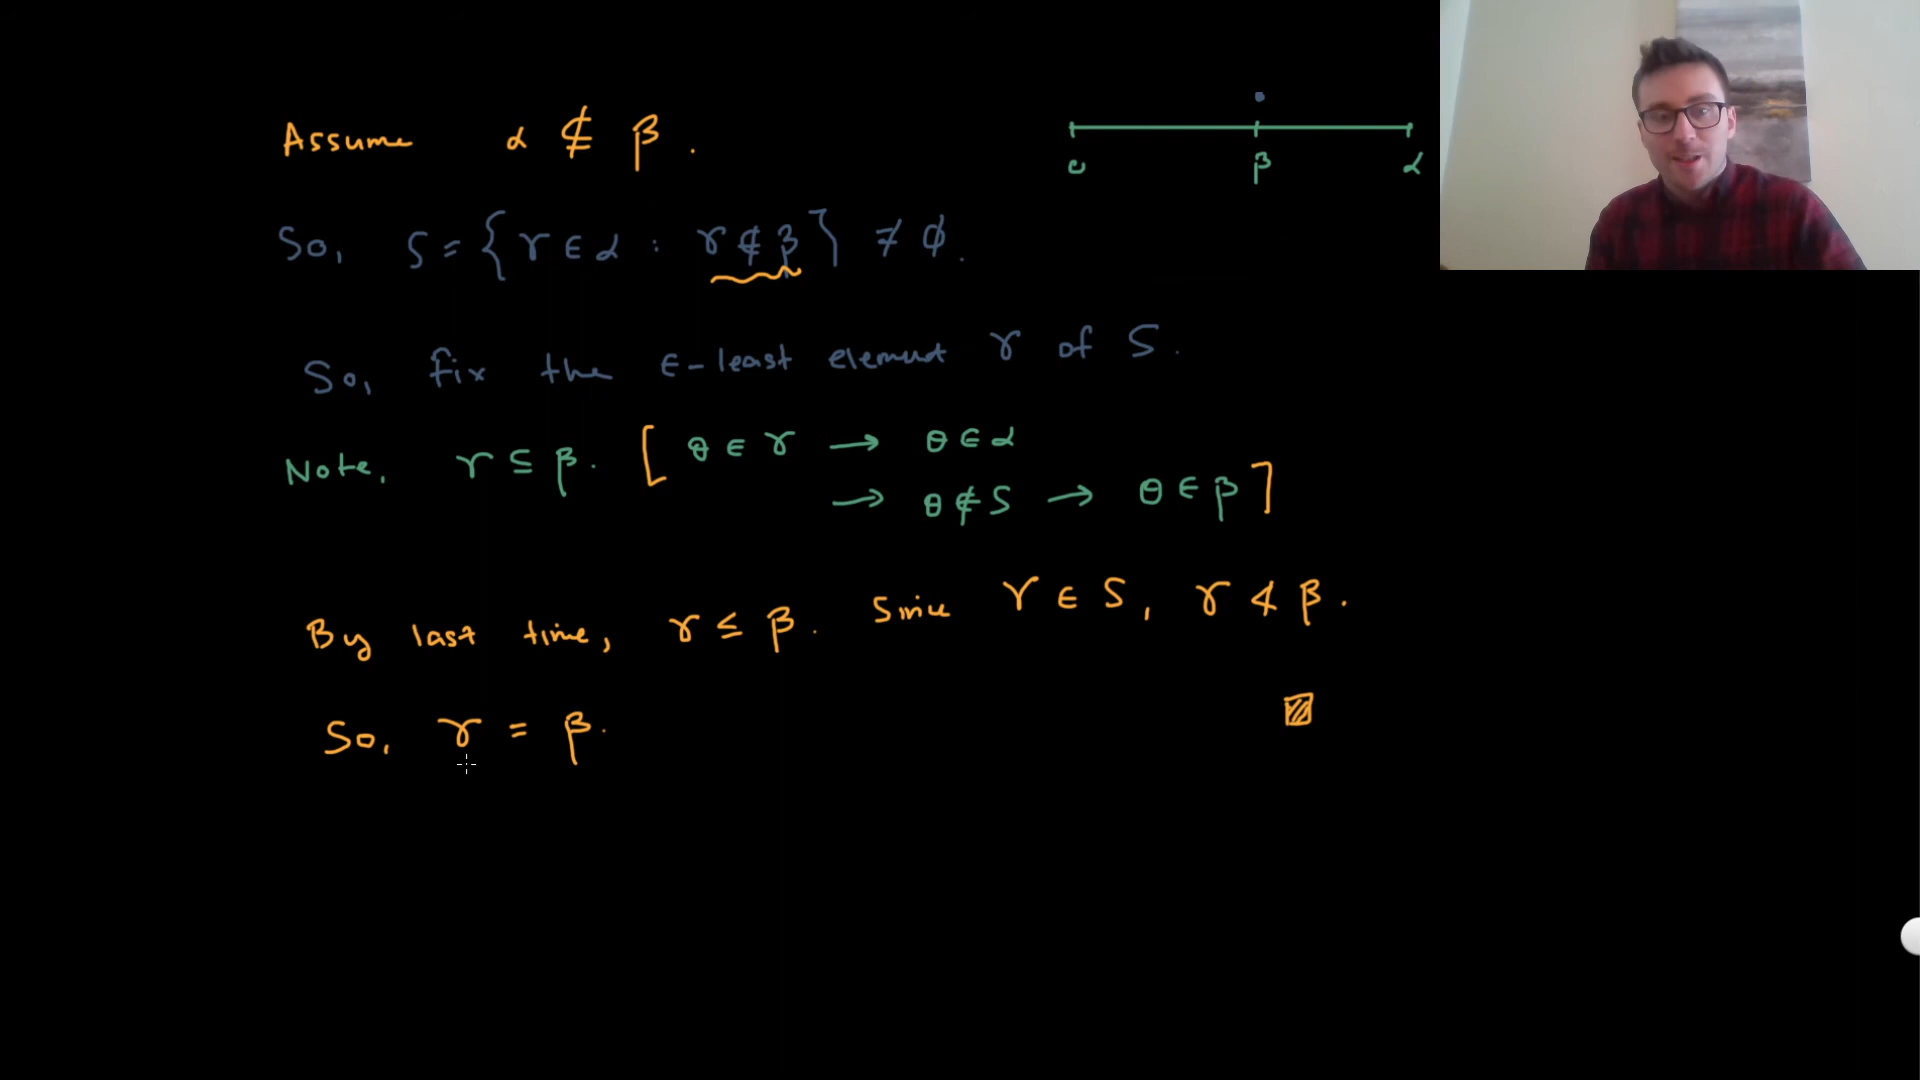 Assume α ⊄ β.
0 β α
So, S = {γ ∈ α : γ ∉ β} ≠ ∅.
So, fix the ∈-least element γ of S.
Note, γ ⊆ β. [θ ∈ γ → θ ∈ α
→ θ ∉ S → θ ∈ β]
By last time, γ ≤ β. Since γ ∈ S, γ ≮ β.
So, γ = β.